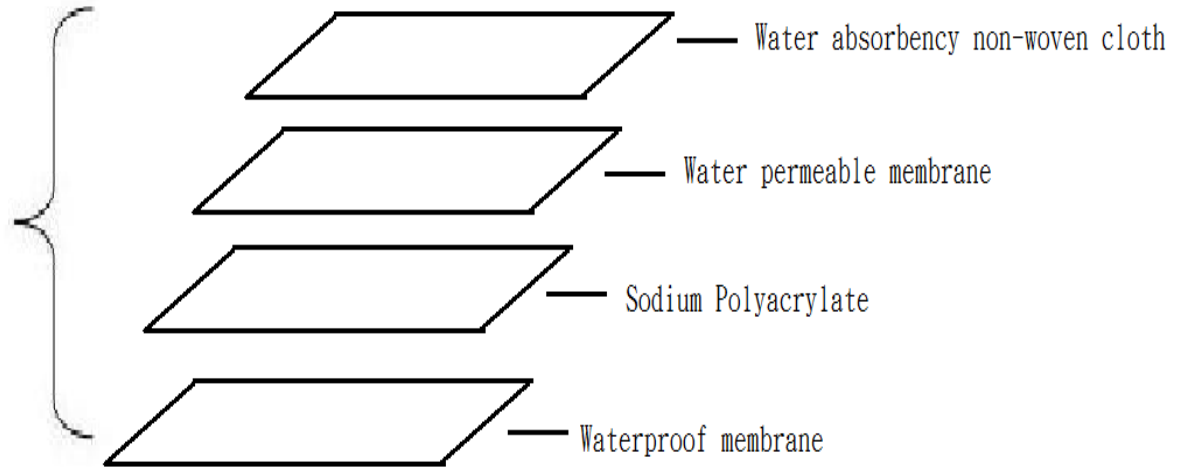 Water absorbency non-woven cloth
Water permeable membrane
Sodium Polyacrylate
Waterproof membrane